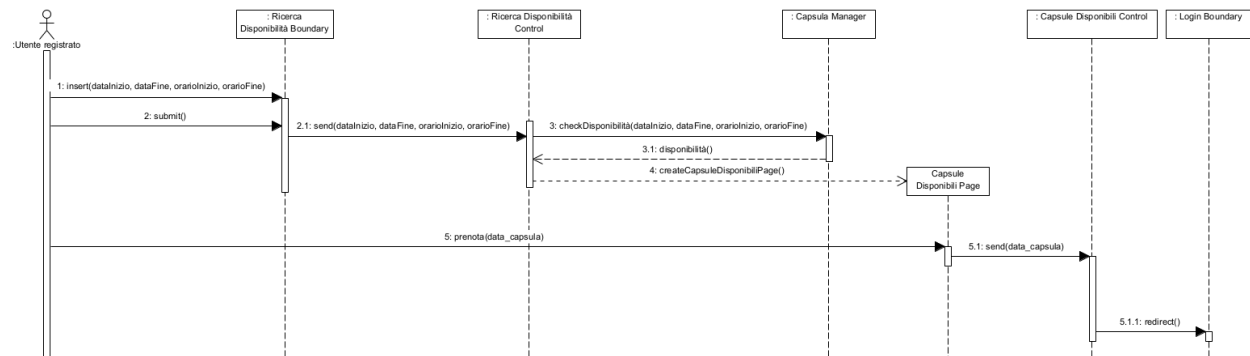 : Ricerca
Disponibilità Boundary
: Ricerca Disponibilità
Control
: Capsula Manager
: Capsule Disponibili Control
: Login Boundary
:Utente registrato
1: insert(dataInizio, dataFine, orarioInizio, orarioFine)
2: submit()
2.1: send(dataInizio, dataFine, orarioInizio, orarioFine)
3: checkDisponibilità(dataInizio, dataFine, orarioInizio, orarioFine)
3.1: disponibilità()
4: createCapsuleDisponibiliPage()
Capsule
Disponibili Page
5: prenota(data_capsula)
5.1: send(data_capsula)
5.1.1: redirect()